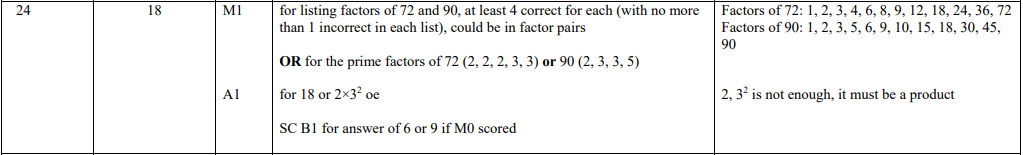 24
18
M1
for listing factors of 72 and 90, at least 4 correct for each (with no more
than 1 incorrect in each list), could be in factor pairs
OR for the prime factors of 72 (2, 2, 2, 3, 3) or 90 (2, 3, 3, 5)
Factors of 72: 1, 2, 3, 4, 6, 8, 9, 12, 18, 24, 36, 72
Factors of 90: 1, 2, 3, 5, 6, 9, 10, 15, 18, 30, 45,
90
A1
for 18 or 2×3² oe
2, 3² is not enough, it must be a product
SC B1 for answer of 6 or 9 if M0 scored